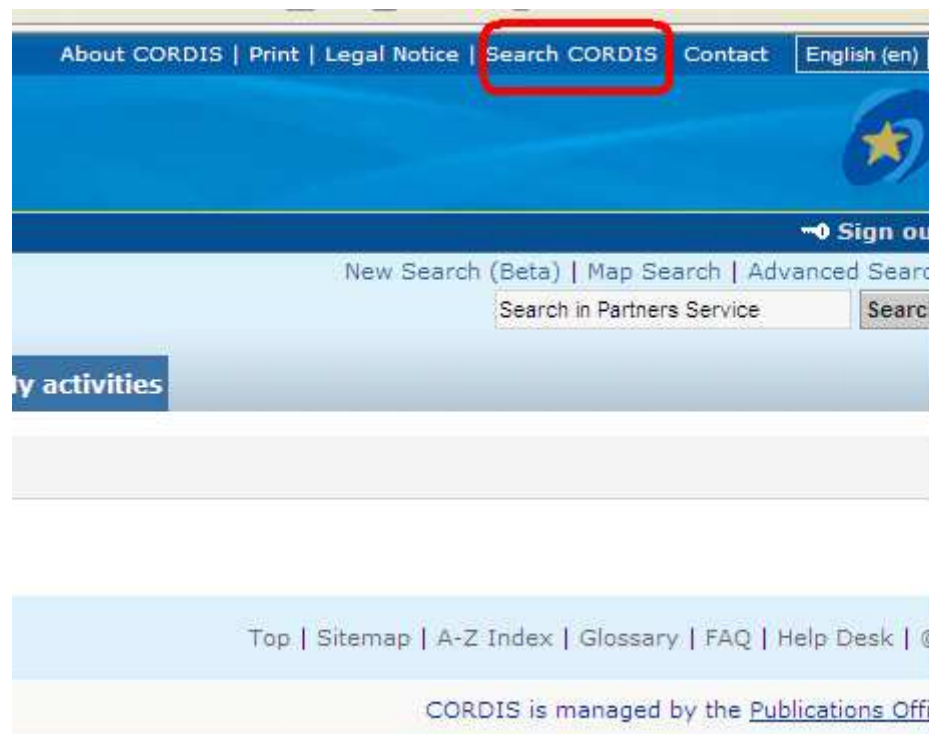 About CORDIS | Print | Legal Notice | Search CORDIS Contact English (en)
Sign ou
New Search (Beta) | Map Search | Advanced Searc
Search in Partners Service Searc
y activities
Top | Sitemap | A-Z Index | Glossary | FAQ | Help Desk | ©
CORDIS is managed by the Publications Offi